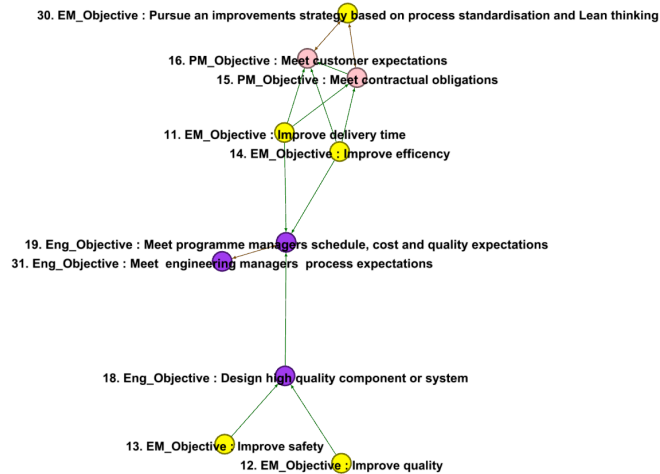 30. EM_Objective : Pursue an improvements strategy based on process standardisation and Lean thinking
16. PM_Objective : Meet customer expectations
15. PM_Objective : Meet contractual obligations
11. EM_Objective : Improve delivery time
14. EM_Objective : Improve efficency
19. Eng_Objective : Meet programme managers schedule, cost and quality expectations
31. Eng_Objective : Meet engineering managers process expectations
18. Eng_Objective : Design high quality component or system
13. EM_Objective : Improve safety
12. EM_Objective : Improve quality